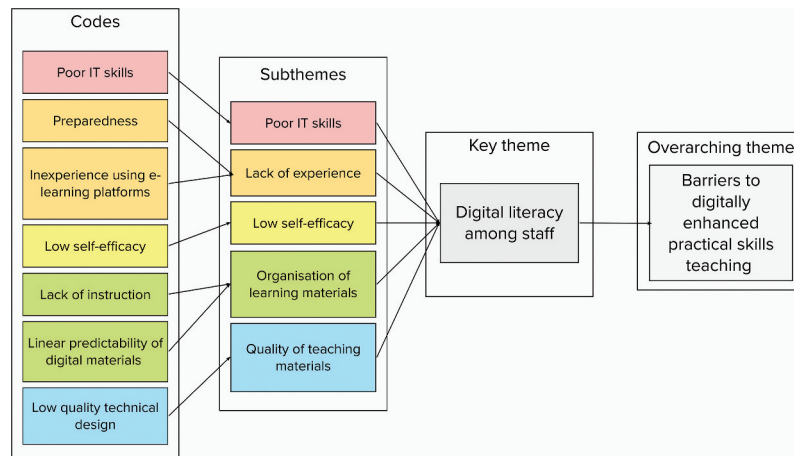 Codes
Poor IT skills
Preparedness
Inexperience using e-
learning platforms
Low self-efficacy
Lack of instruction
Linear predictability of
digital materials
Low quality technical
design
Subthemes
Poor IT skills
Lack of experience
Low self-efficacy
Organisation of
learning materials
Quality of teaching
materials
Key theme
Digital literacy
among staff
Overarching theme
Barriers to
digitally
enhanced
practical skills
teaching